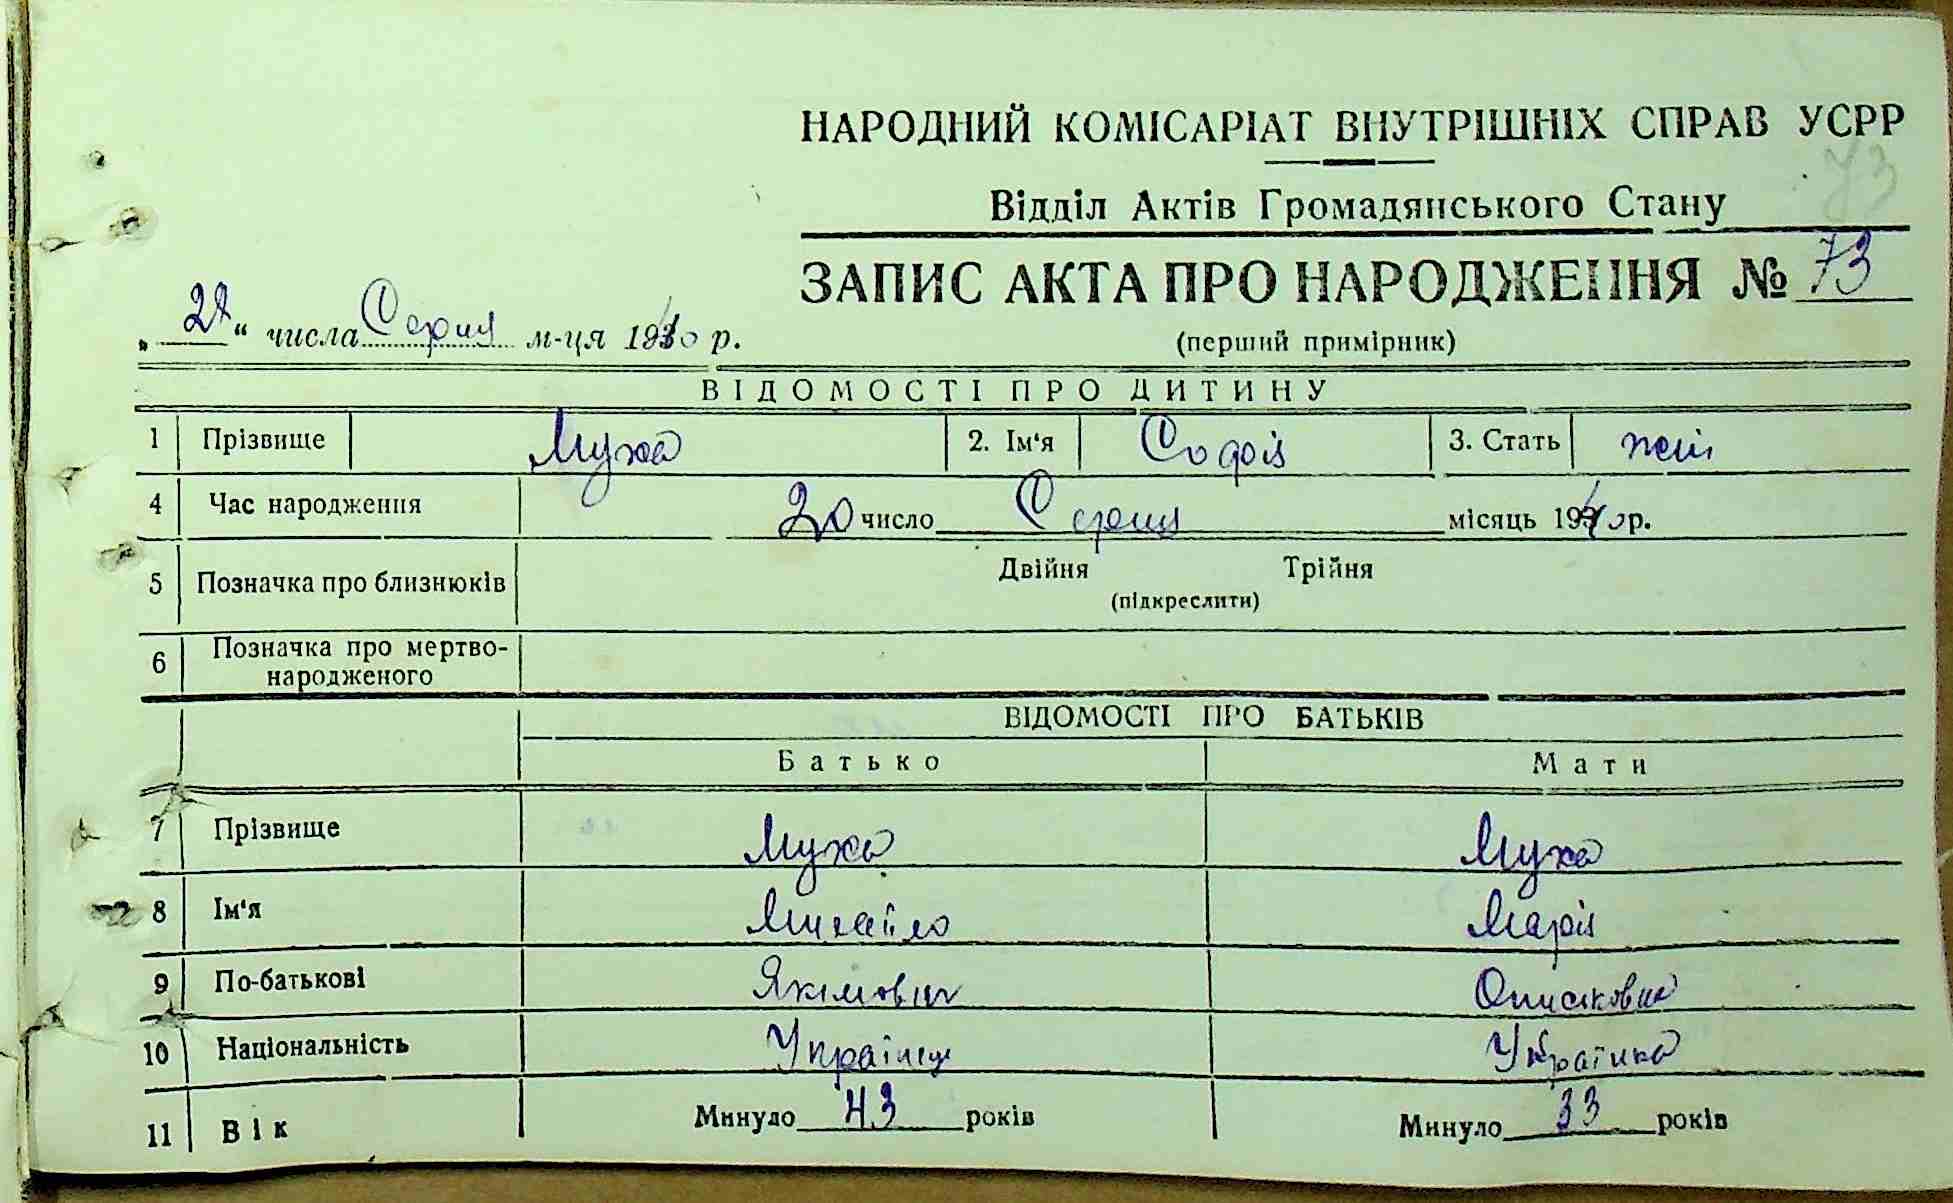 НАРОДНИЙ КОМІСАРІАТ ВНУТРІШНІХ СПРАВ УСРР
73
Відділ Актів Громадянського Стану
ЗАПИС АКТА ПРО НАРОДЖЕННЯ № 73
„ 22 “ числа Серпня м-ця 1940 р.
(перший примірник)
ВІДОМОСТІ ПРО ДИТИНУ
1 Прізвище Муха 2. Ім'я Софія 3. Стать жін
4 Час народження 20 число Серпня місяць 1940 р.
5 Позначка про близнюків Двійня Трійня
(підкреслити)
6 Позначка про мертво-
народженого
ВІДОМОСТІ ПРО БАТЬКІВ
Батько Мати
7 Прізвище Муха Муха
8 Ім'я Михайло Марія
9 По-батькові Якимович
10 Національність Українець Українка
11 Вік Минуло 43 років Минуло 33 років